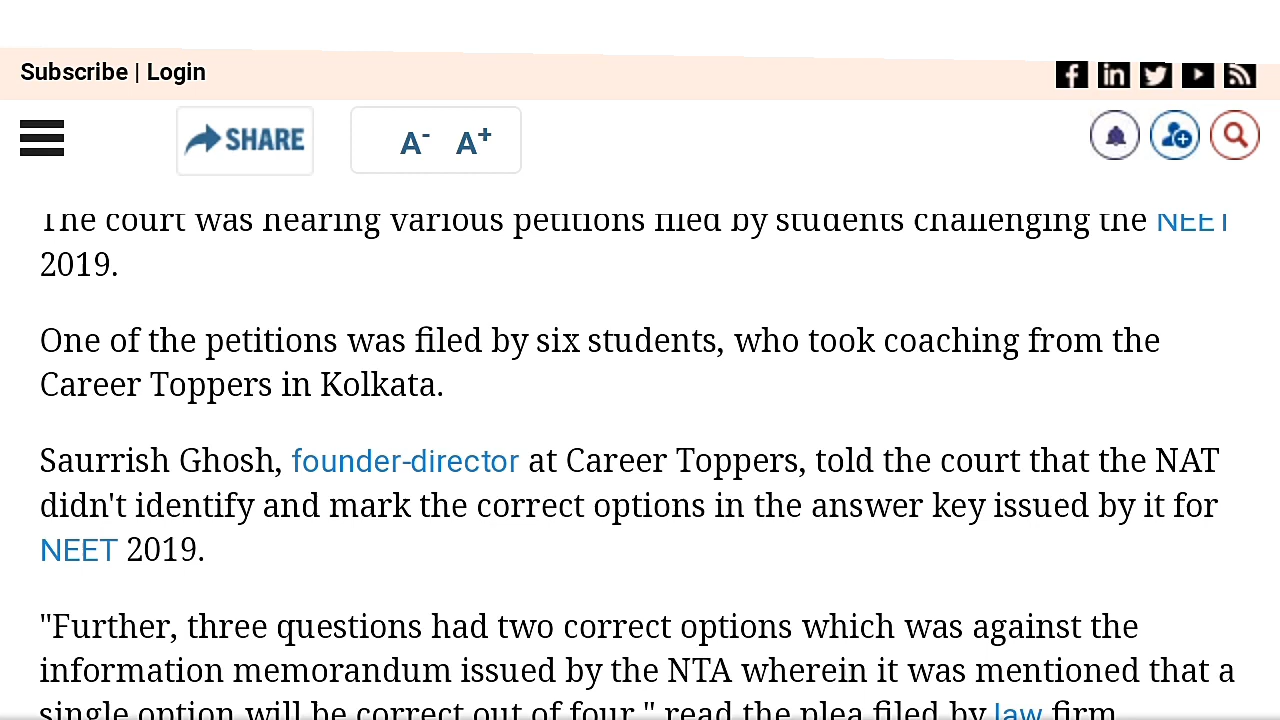 Subscribe | Login
SHARE
A- A+
The court was hearing various petitions filed by students challenging the NEET
2019.
One of the petitions was filed by six students, who took coaching from the
Career Toppers in Kolkata.
Saurrish Ghosh, founder-director at Career Toppers, told the court that the NAT
didn't identify and mark the correct options in the answer key issued by it for
NEET 2019.
"Further, three questions had two correct options which was against the
information memorandum issued by the NTA wherein it was mentioned that a
single option will be correct out of four," read the plea filed by law firm